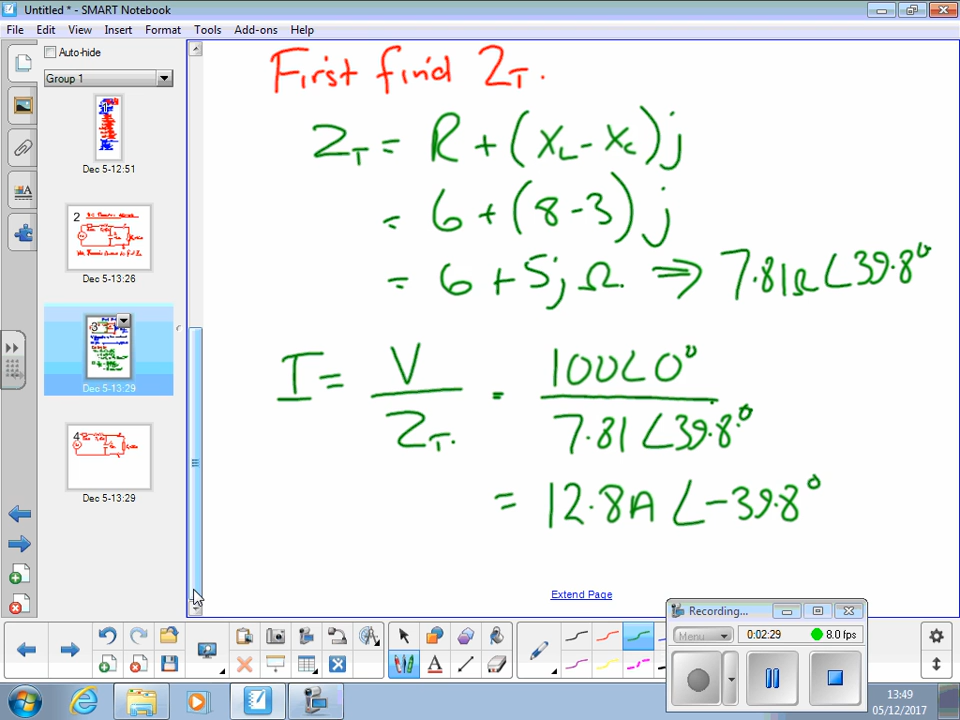 Untitled * - SMART Notebook
File Edit View Insert Format Tools Add-ons Help
Auto-hide
Group 1
Dec 5-12:51
2
Dec 5-13:26
3
Dec 5-13:29
4
Dec 5-13:29
First find Z_T.
Z_T = R + (X_L - X_C)j
= 6 + (8 - 3)j
= 6 + 5j Ω. ⇒ 7.81Ω∠39.8°
I = V / Z_T. = 100∠0° / 7.81∠39.8°
= 12.8A ∠-39.8°
Extend Page
Recording...
Menu 0:02:29 8.0 fps
13:49
05/12/2017